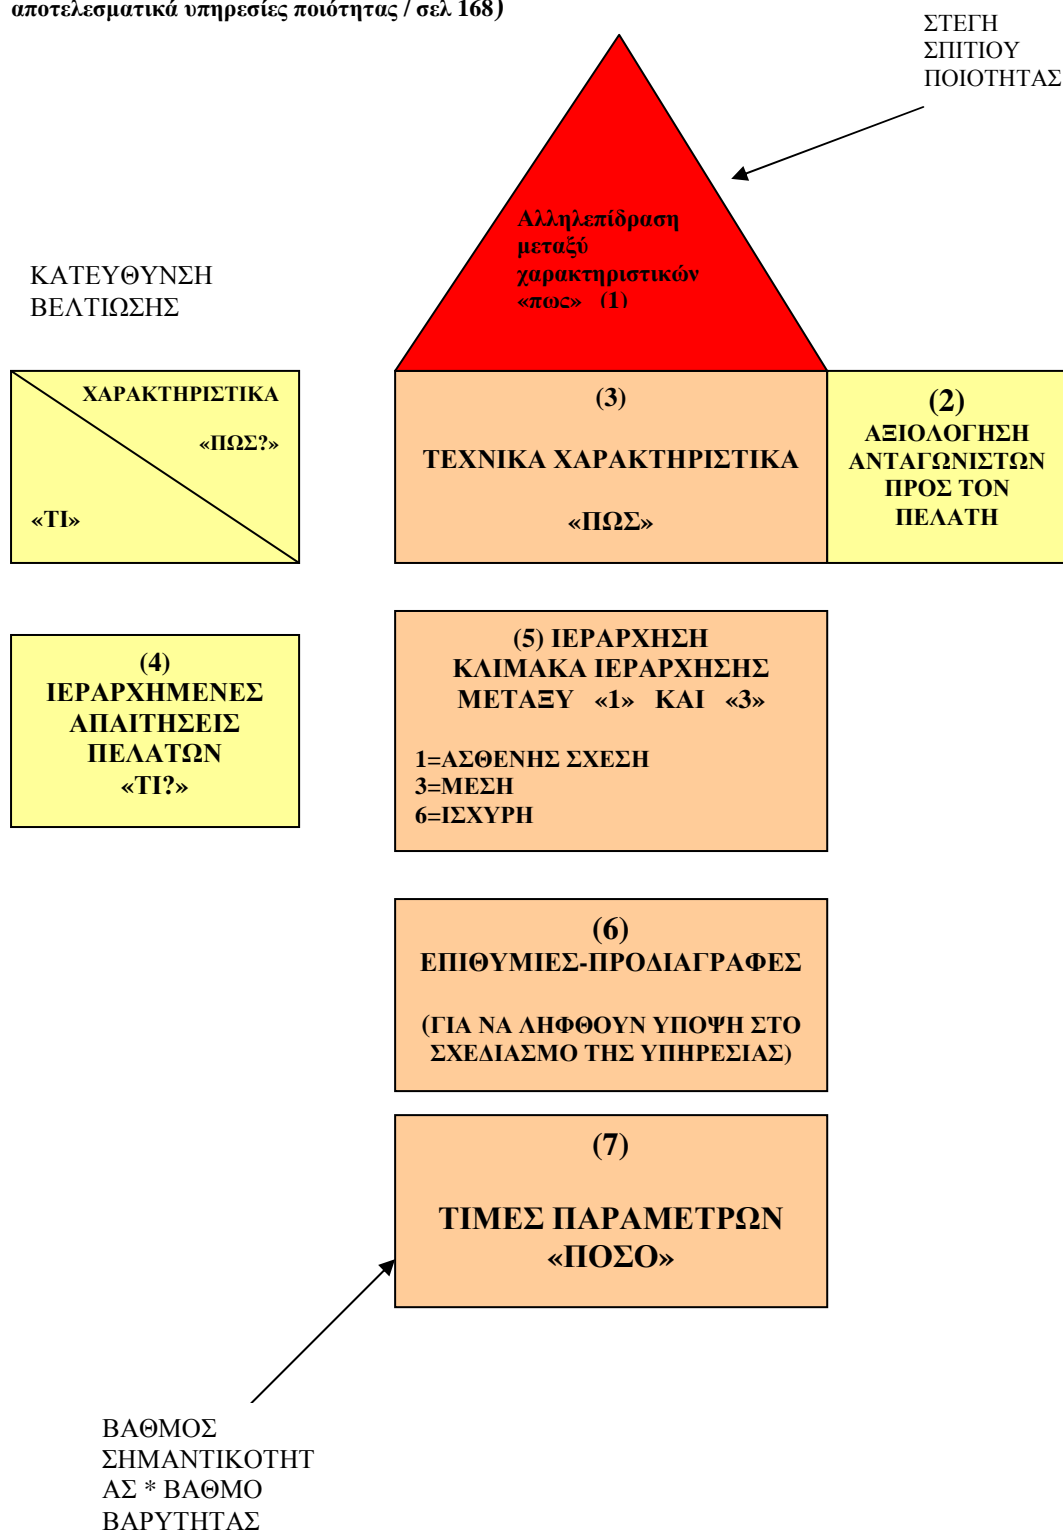 αποτελεσματικά υπηρεσίες ποιότητας / σελ 168)
ΣΤΕΓΗ
ΣΠΙΤΙΟΥ
ΠΟΙΟΤΗΤΑΣ
Αλληλεπίδραση
μεταξύ
χαρακτηριστικών
«πως» (1)
ΚΑΤΕΥΘΥΝΣΗ
ΒΕΛΤΙΩΣΗΣ
ΧΑΡΑΚΤΗΡΙΣΤΙΚΑ
«ΠΩΣ?»
«ΤΙ»
(3)
ΤΕΧΝΙΚΑ ΧΑΡΑΚΤΗΡΙΣΤΙΚΑ
«ΠΩΣ»
(2)
ΑΞΙΟΛΟΓΗΣΗ
ΑΝΤΑΓΩΝΙΣΤΩΝ
ΠΡΟΣ ΤΟΝ
ΠΕΛΑΤΗ
(4)
ΙΕΡΑΡΧΗΜΕΝΕΣ
ΑΠΑΙΤΗΣΕΙΣ
ΠΕΛΑΤΩΝ
«ΤΙ?»
(5) ΙΕΡΑΡΧΗΣΗ
ΚΛΙΜΑΚΑ ΙΕΡΑΡΧΗΣΗΣ
ΜΕΤΑΞΥ «1» ΚΑΙ «3»
1=ΑΣΘΕΝΗΣ ΣΧΕΣΗ
3=ΜΕΣΗ
6=ΙΣΧΥΡΗ
(6)
ΕΠΙΘΥΜΙΕΣ-ΠΡΟΔΙΑΓΡΑΦΕΣ
(ΓΙΑ ΝΑ ΛΗΦΘΟΥΝ ΥΠΟΨΗ ΣΤΟ
ΣΧΕΔΙΑΣΜΟ ΤΗΣ ΥΠΗΡΕΣΙΑΣ)
(7)
ΤΙΜΕΣ ΠΑΡΑΜΕΤΡΩΝ
«ΠΟΣΟ»
ΒΑΘΜΟΣ
ΣΗΜΑΝΤΙΚΟΤΗΤ
ΑΣ * ΒΑΘΜΟ
ΒΑΡΥΤΗΤΑΣ